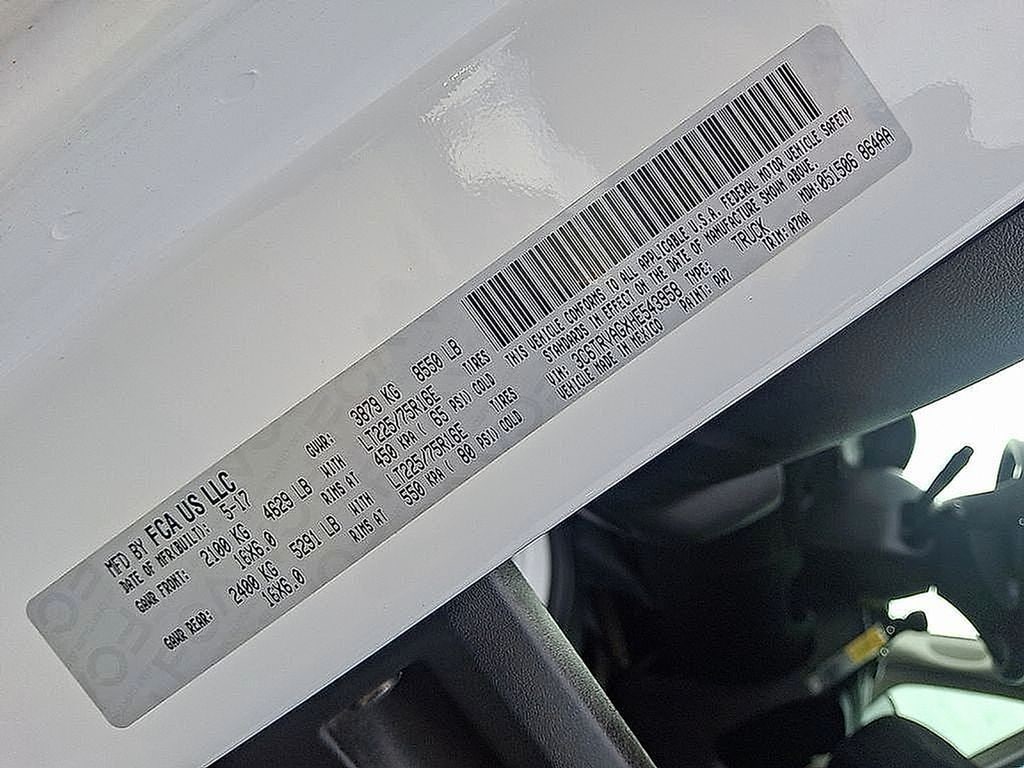 MFD BY FCA US LLC
DATE OF MFR(BUILT): 5-17 GVWR: 3879 KG 8550 LB
GAWR FRONT: 2100 KG 4629 LB WITH LT225/75R16E TIRES
16X6.0 RIMS AT 450 KPA( 65 PSI) COLD
GAWR REAR: 2400 KG 5291 LB WITH LT225/75R16E TIRES
16X6.0 RIMS AT 550 KPA( 80 PSI) COLD
THIS VEHICLE CONFORMS TO ALL APPLICABLE U.S.A. FEDERAL MOTOR VEHICLE SAFETY
STANDARDS IN EFFECT ON THE DATE OF MANUFACTURE SHOWN ABOVE.
VIN: TYPE: TRUCK MDH:051506 864AA
VEHICLE MADE IN MEXICO PAINT: PW7 TRIM:A7AA